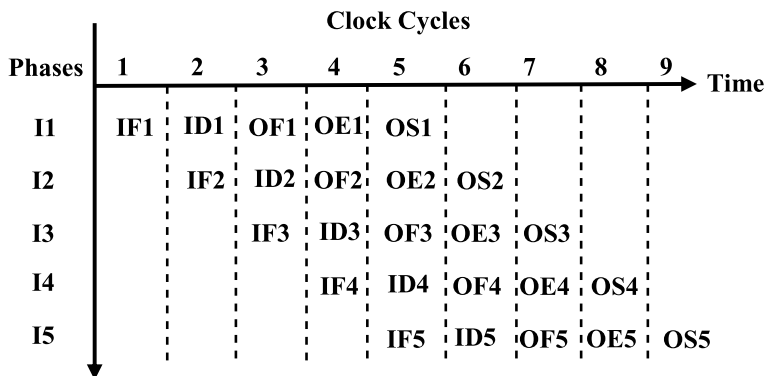 Clock Cycles
Phases 1 2 3 4 5 6 7 8 9 Time
I1 IF1 ID1 OF1 OE1 OS1
I2 IF2 ID2 OF2 OE2 OS2
I3 IF3 ID3 OF3 OE3 OS3
I4 IF4 ID4 OF4 OE4 OS4
I5 IF5 ID5 OF5 OE5 OS5